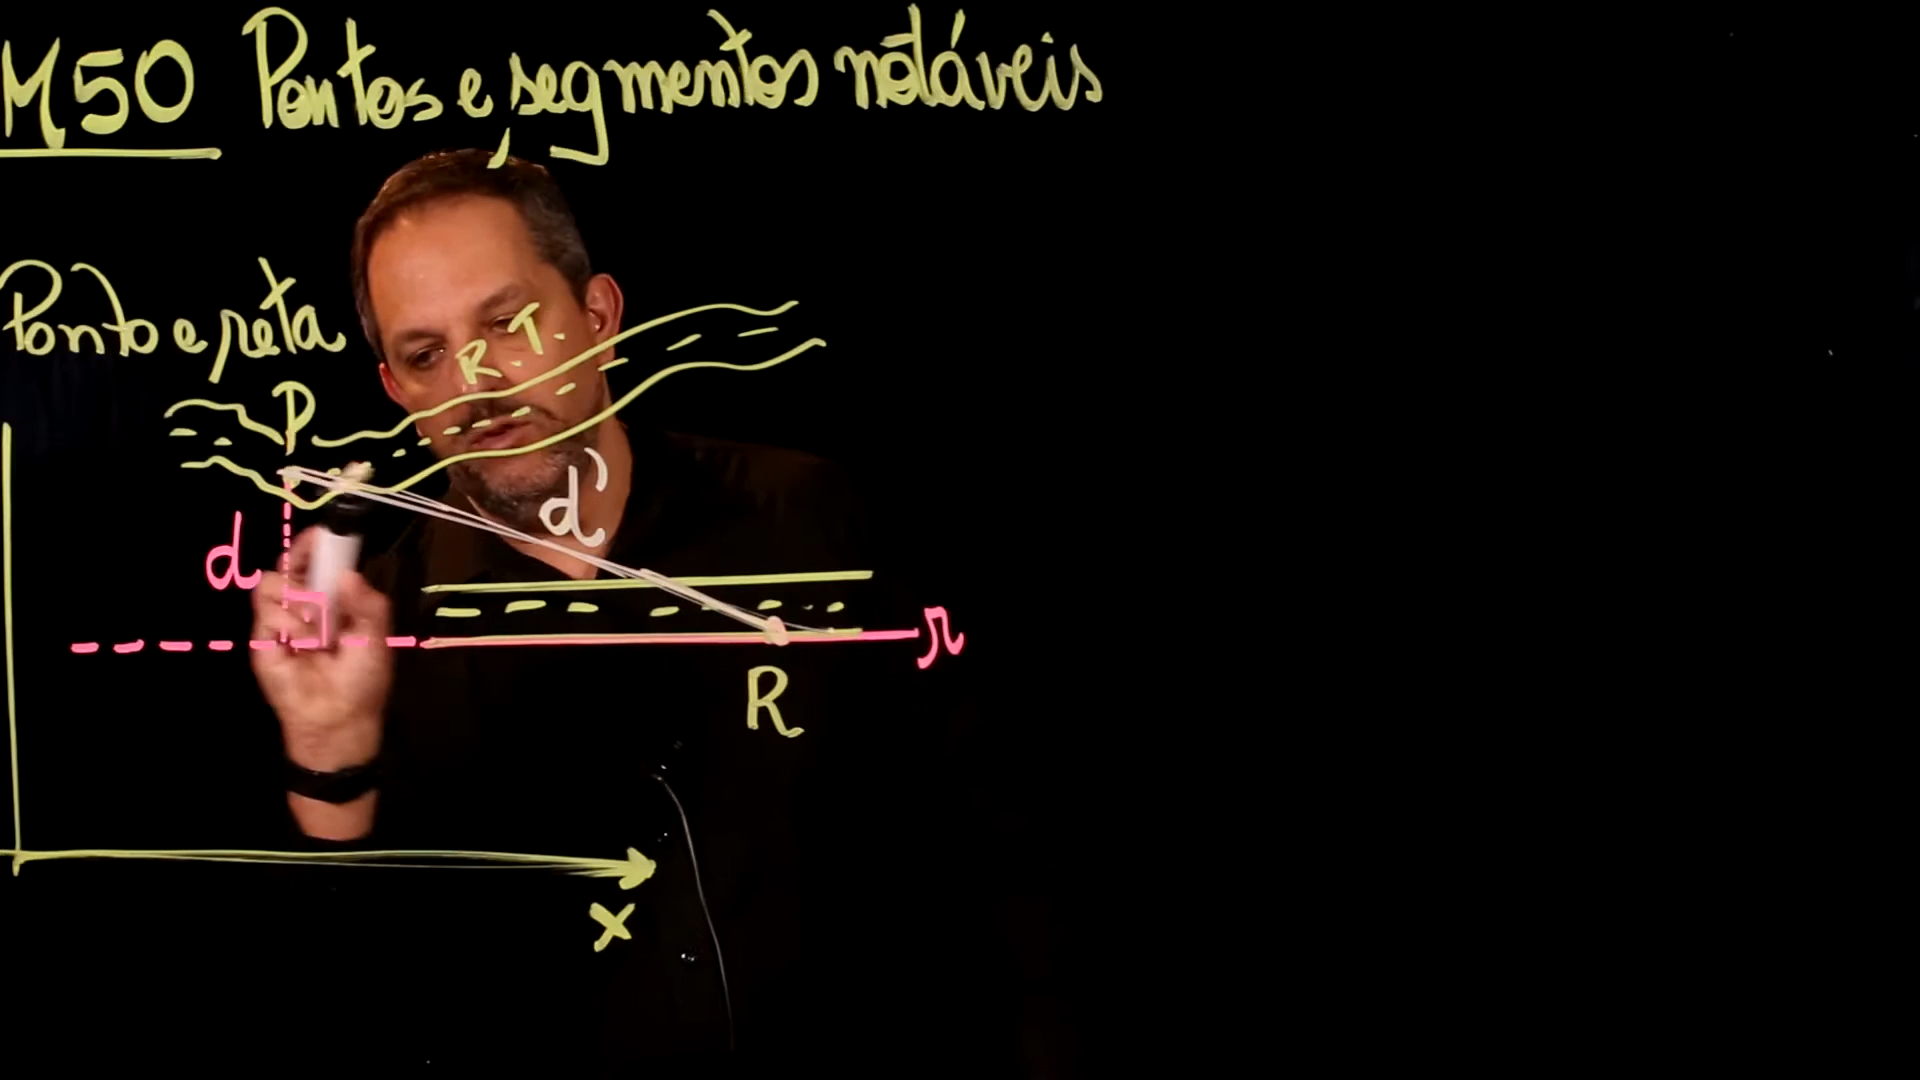 M50 Pontos e segmentos notáveis
Ponto e reta
R.T.
P
d'
d
r
R
x